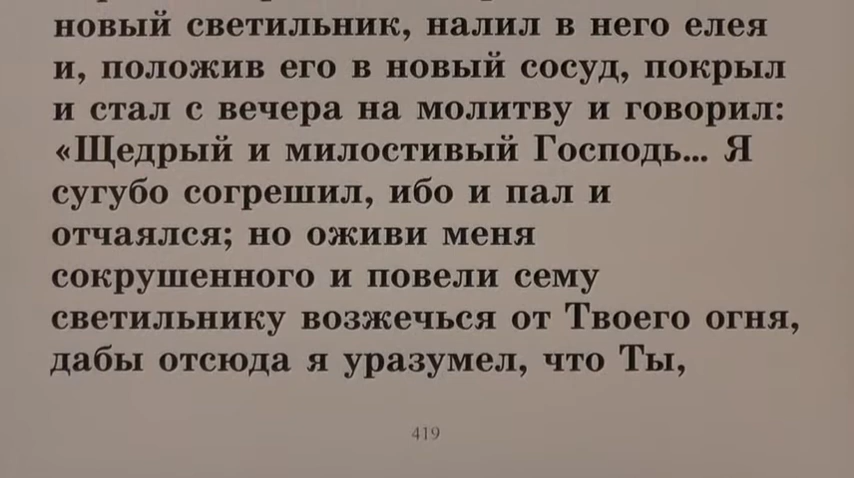 новый светильник, налил в него елея
и, положив его в новый сосуд, покрыл
и стал с вечера на молитву и говорил:
«Щедрый и милостивый Господь... Я
сугубо согрешил, ибо и пал и
отчаялся; но оживи меня
сокрушенного и повели сему
светильнику возжечься от Твоего огня,
дабы отсюда я уразумел, что Ты,
419